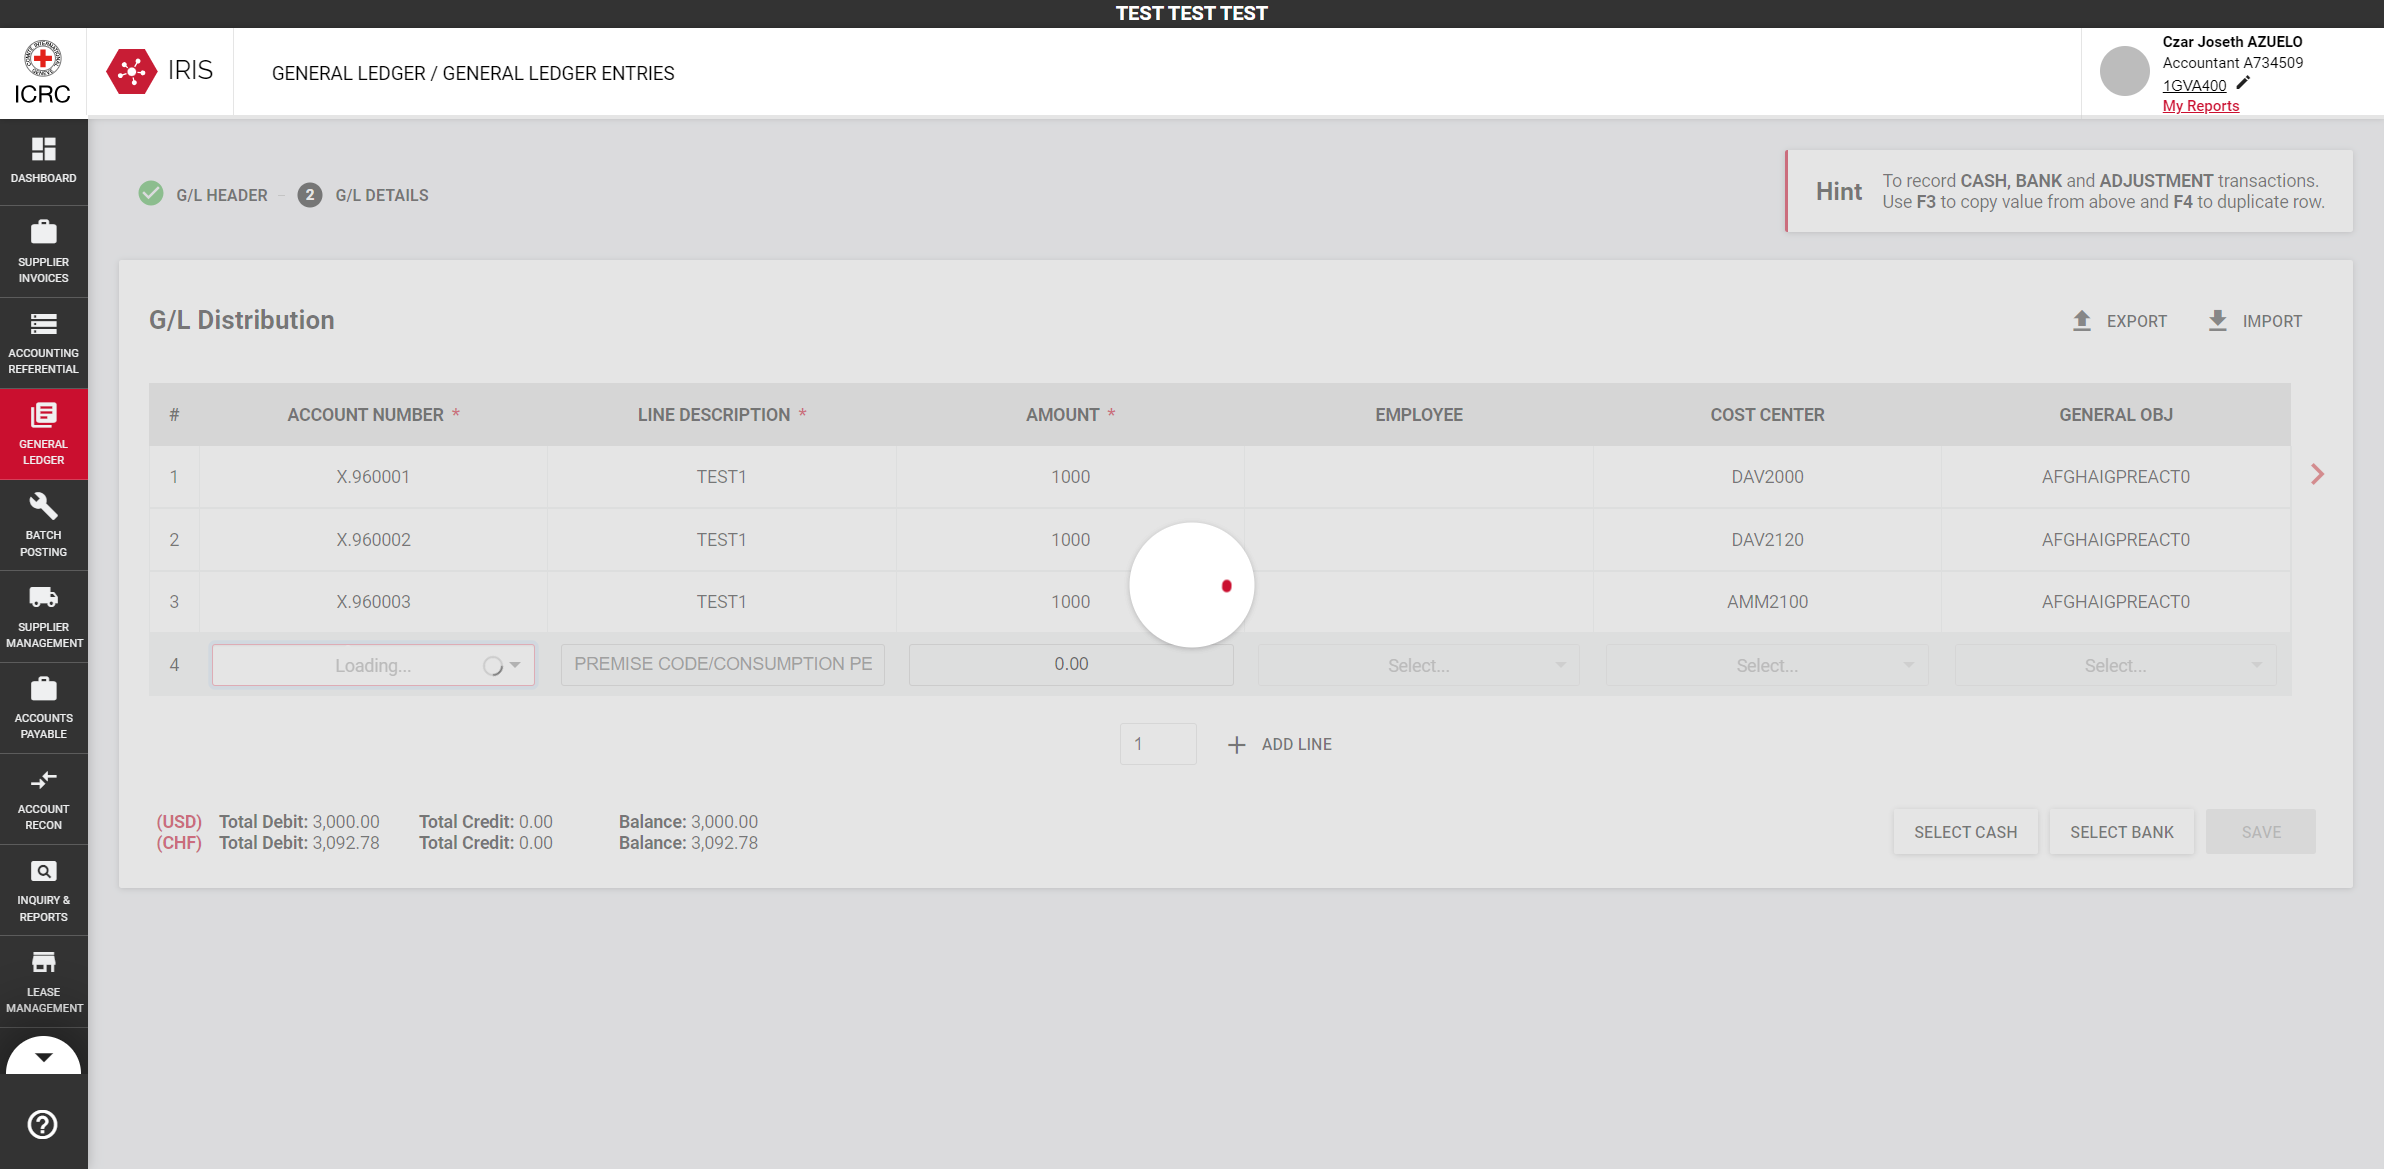 TEST TEST TEST
ICRC
IRIS
GENERAL LEDGER / GENERAL LEDGER ENTRIES
Czar Joseth AZUELO
Accountant A734509
1GVA400
My Reports
DASHBOARD
SUPPLIER
INVOICES
ACCOUNTING
REFERENTIAL
GENERAL
LEDGER
BATCH
POSTING
SUPPLIER
MANAGEMENT
ACCOUNTS
PAYABLE
ACCOUNT
RECON
INQUIRY &
REPORTS
LEASE
MANAGEMENT
G/L HEADER
2 G/L DETAILS
Hint
To record CASH, BANK and ADJUSTMENT transactions.
Use F3 to copy value from above and F4 to duplicate row.
G/L Distribution
EXPORT IMPORT
# ACCOUNT NUMBER * LINE DESCRIPTION * AMOUNT * EMPLOYEE COST CENTER GENERAL OBJ
1 X.960001 TEST1 1000 DAV2000 AFGHAIGPREACT0
2 X.960002 TEST1 1000 DAV2120 AFGHAIGPREACT0
3 X.960003 TEST1 1000 AMM2100 AFGHAIGPREACT0
4 Loading... PREMISE CODE/CONSUMPTION PE 0.00 Select... Select... Select...
1 ADD LINE
(USD) Total Debit: 3,000.00 Total Credit: 0.00 Balance: 3,000.00
(CHF) Total Debit: 3,092.78 Total Credit: 0.00 Balance: 3,092.78
SELECT CASH SELECT BANK SAVE